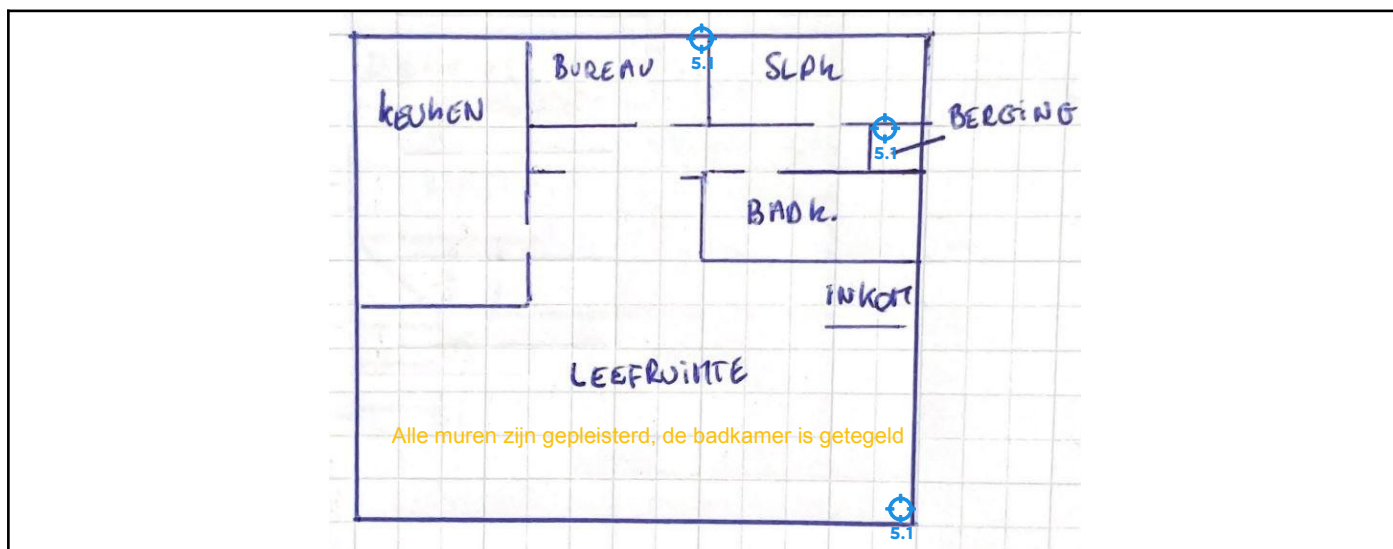 BUREAU
5.1
SLPK
KEUKEN
BERGING
5.1
BADK.
INKOM
LEEFRUIMTE
Alle muren zijn gepleisterd, de badkamer is getegeld
5.1